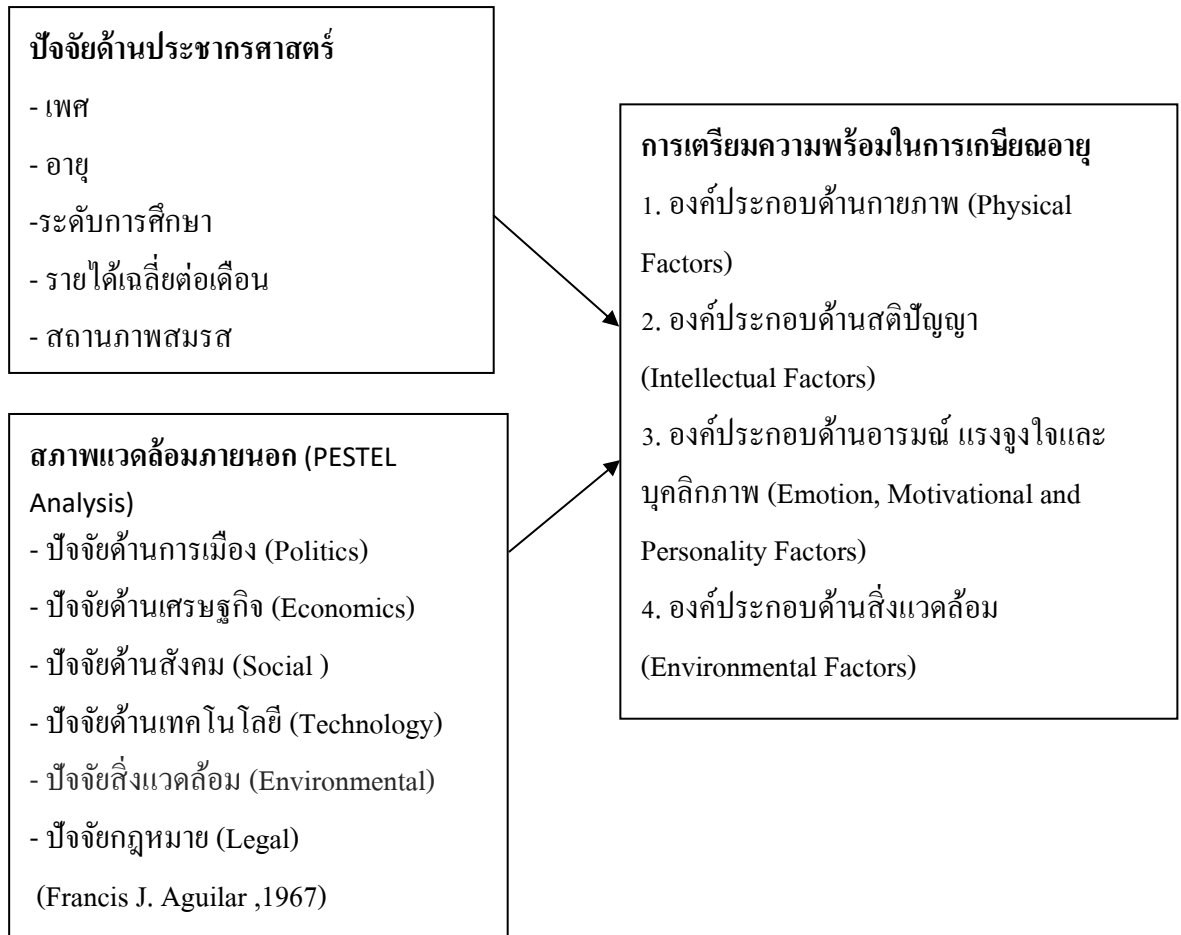 ปัจจัยด้านประชากรศาสตร์
- เพศ
- อายุ
-ระดับการศึกษา
- รายได้เฉลี่ยต่อเดือน
- สถานภาพสมรส
สภาพแวดล้อมภายนอก (PESTEL
Analysis)
- ปัจจัยด้านการเมือง (Politics)
- ปัจจัยด้านเศรษฐกิจ (Economics)
- ปัจจัยด้านสังคม (Social )
- ปัจจัยด้านเทคโนโลยี (Technology)
- ปัจจัยสิ่งแวดล้อม (Environmental)
- ปัจจัยกฎหมาย (Legal)
(Francis J. Aguilar ,1967)
การเตรียมความพร้อมในการเกษียณอายุ
1. องค์ประกอบด้านกายภาพ (Physical
Factors)
2. องค์ประกอบด้านสติปัญญา
(Intellectual Factors)
3. องค์ประกอบด้านอารมณ์ แรงจูงใจและ
บุคลิกภาพ (Emotion, Motivational and
Personality Factors)
4. องค์ประกอบด้านสิ่งแวดล้อม
(Environmental Factors)